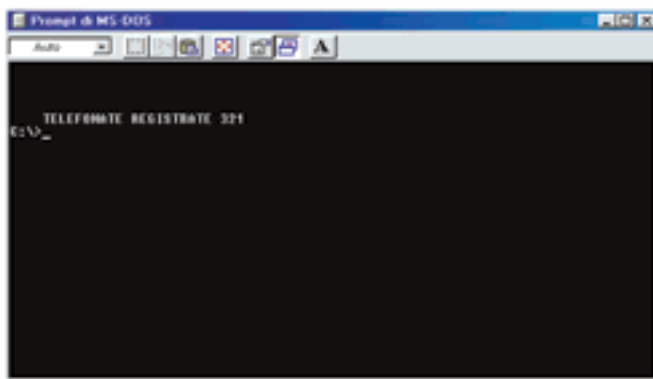 Prompt di MS-DOS
Auto
A
TELEFONATE REGISTRATE 321
C:\>_